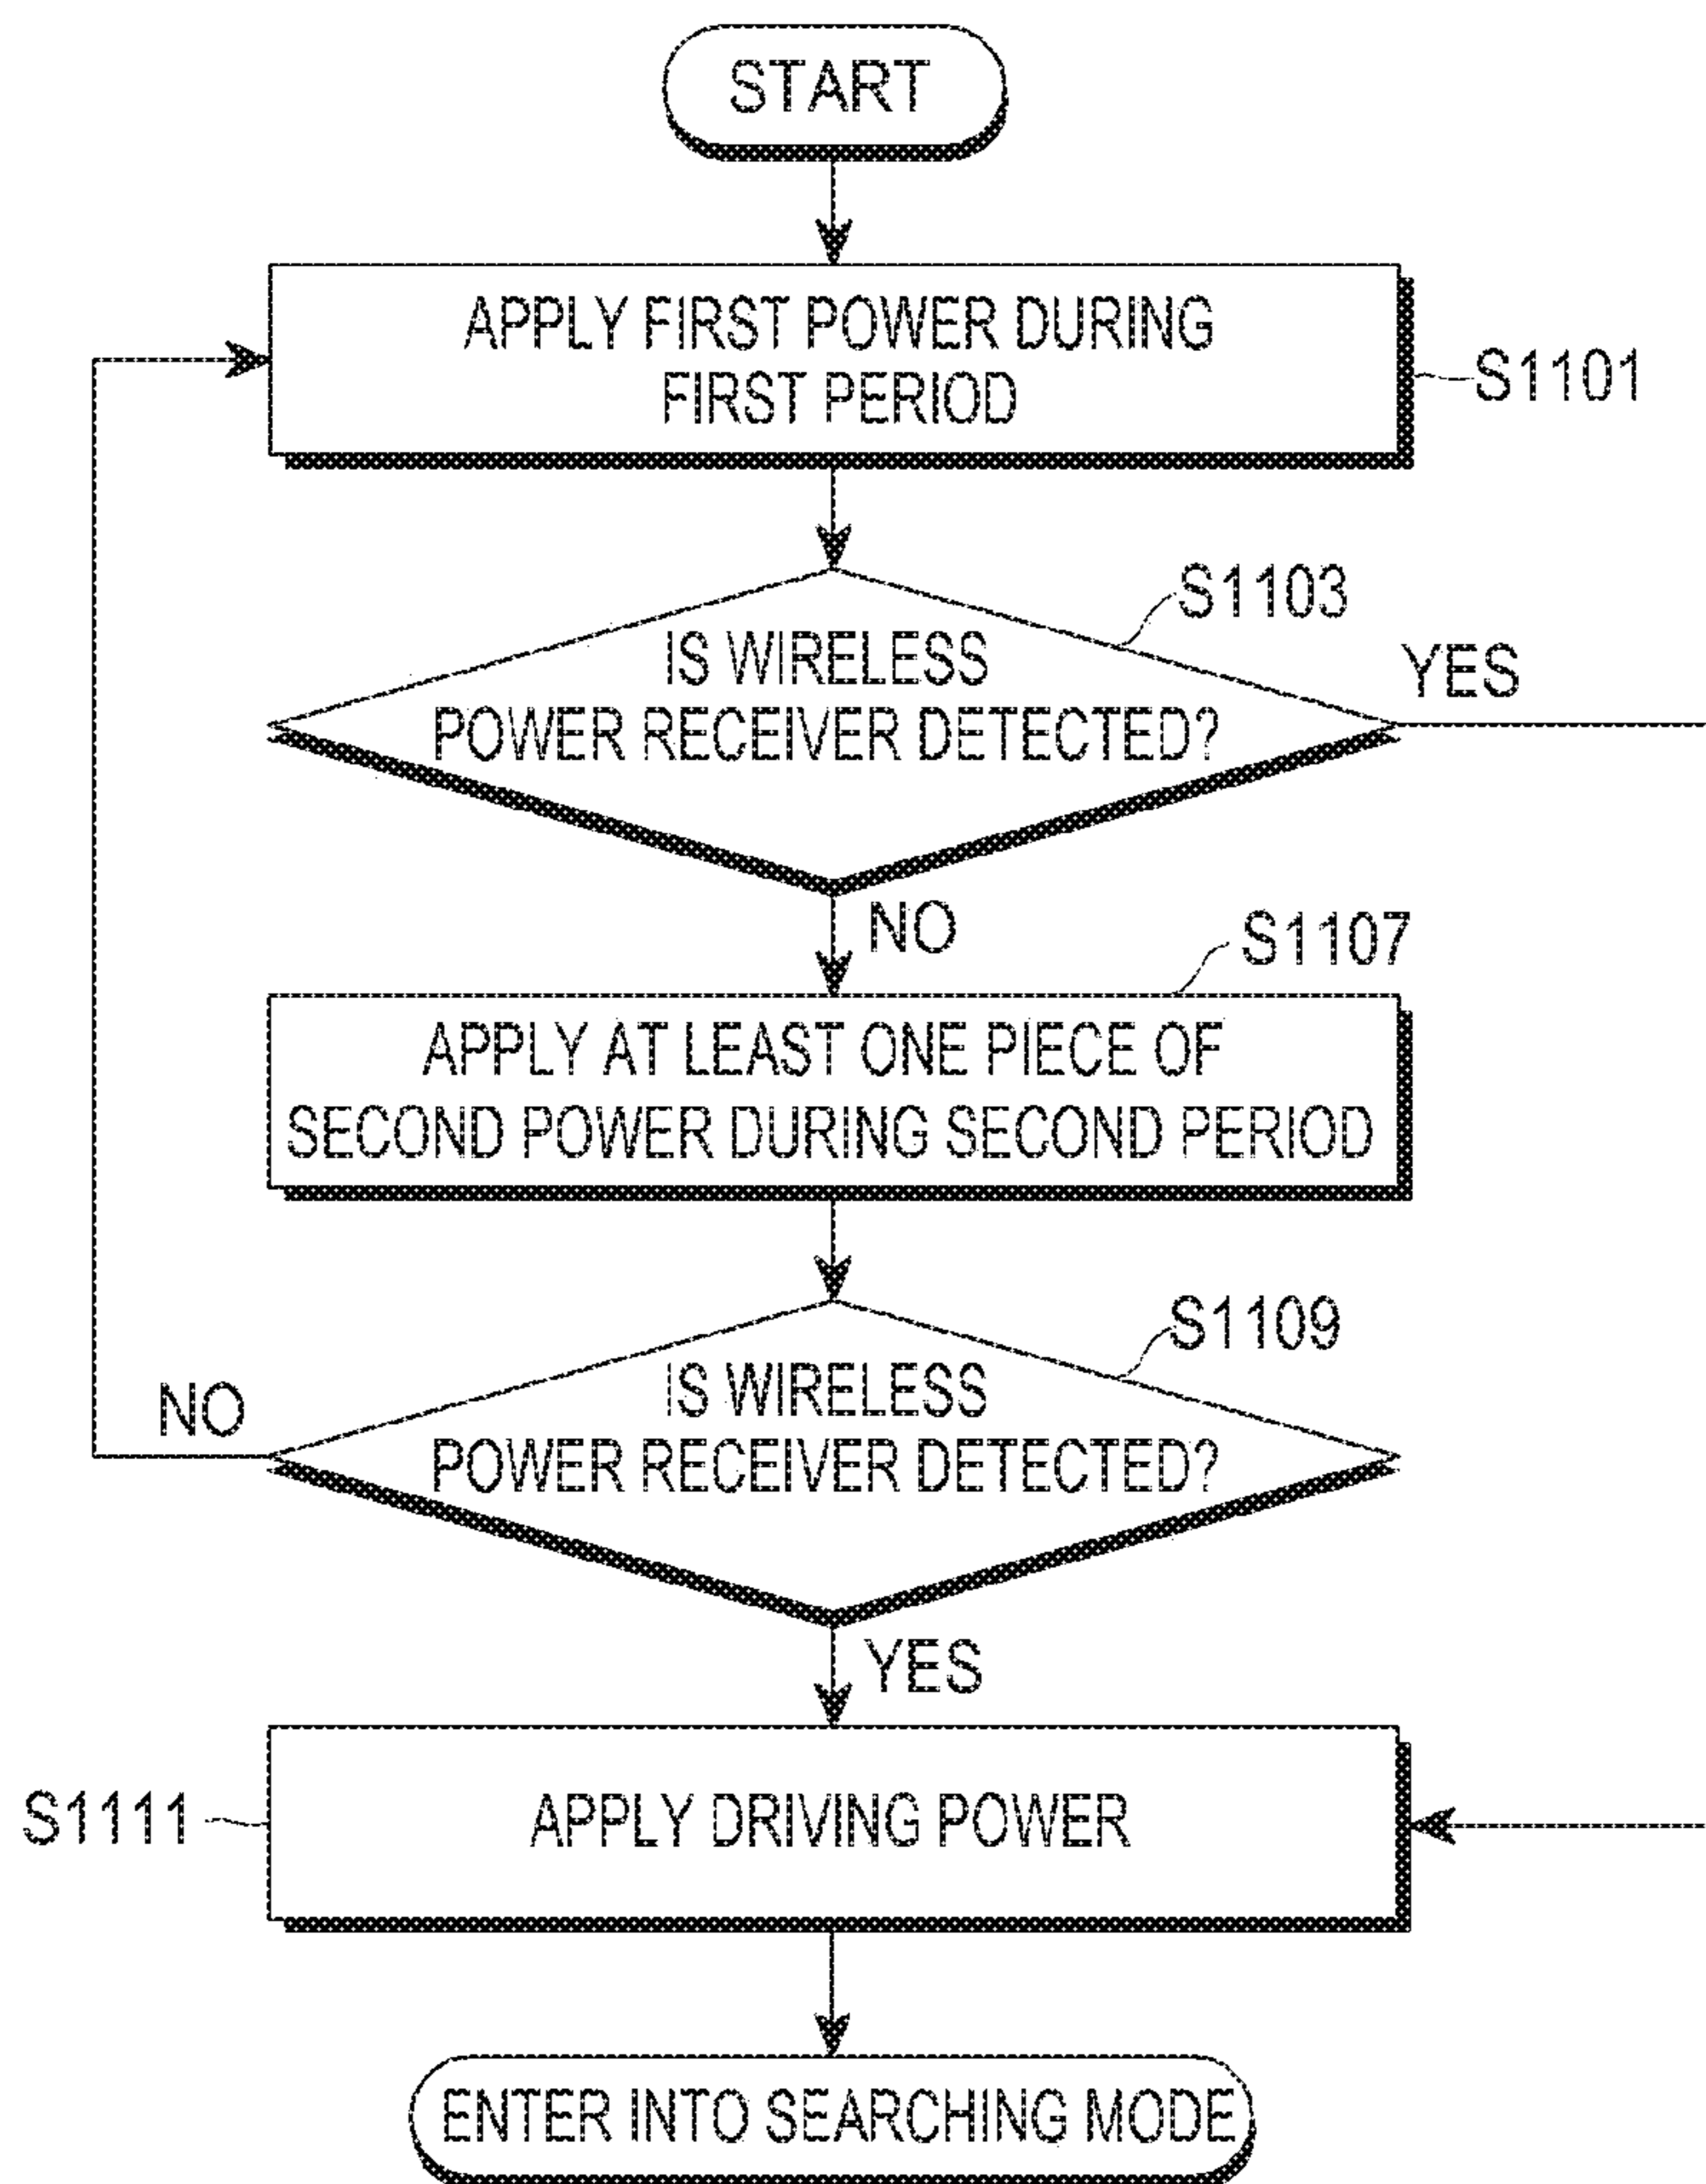 START
APPLY FIRST POWER DURING
FIRST PERIOD
S1101
S1103
IS WIRELESS
POWER RECEIVER DETECTED?
YES
NO
S1107
APPLY AT LEAST ONE PIECE OF
SECOND POWER DURING SECOND PERIOD
S1109
IS WIRELESS
POWER RECEIVER DETECTED?
NO
YES
S1111
APPLY DRIVING POWER
ENTER INTO SEARCHING MODE